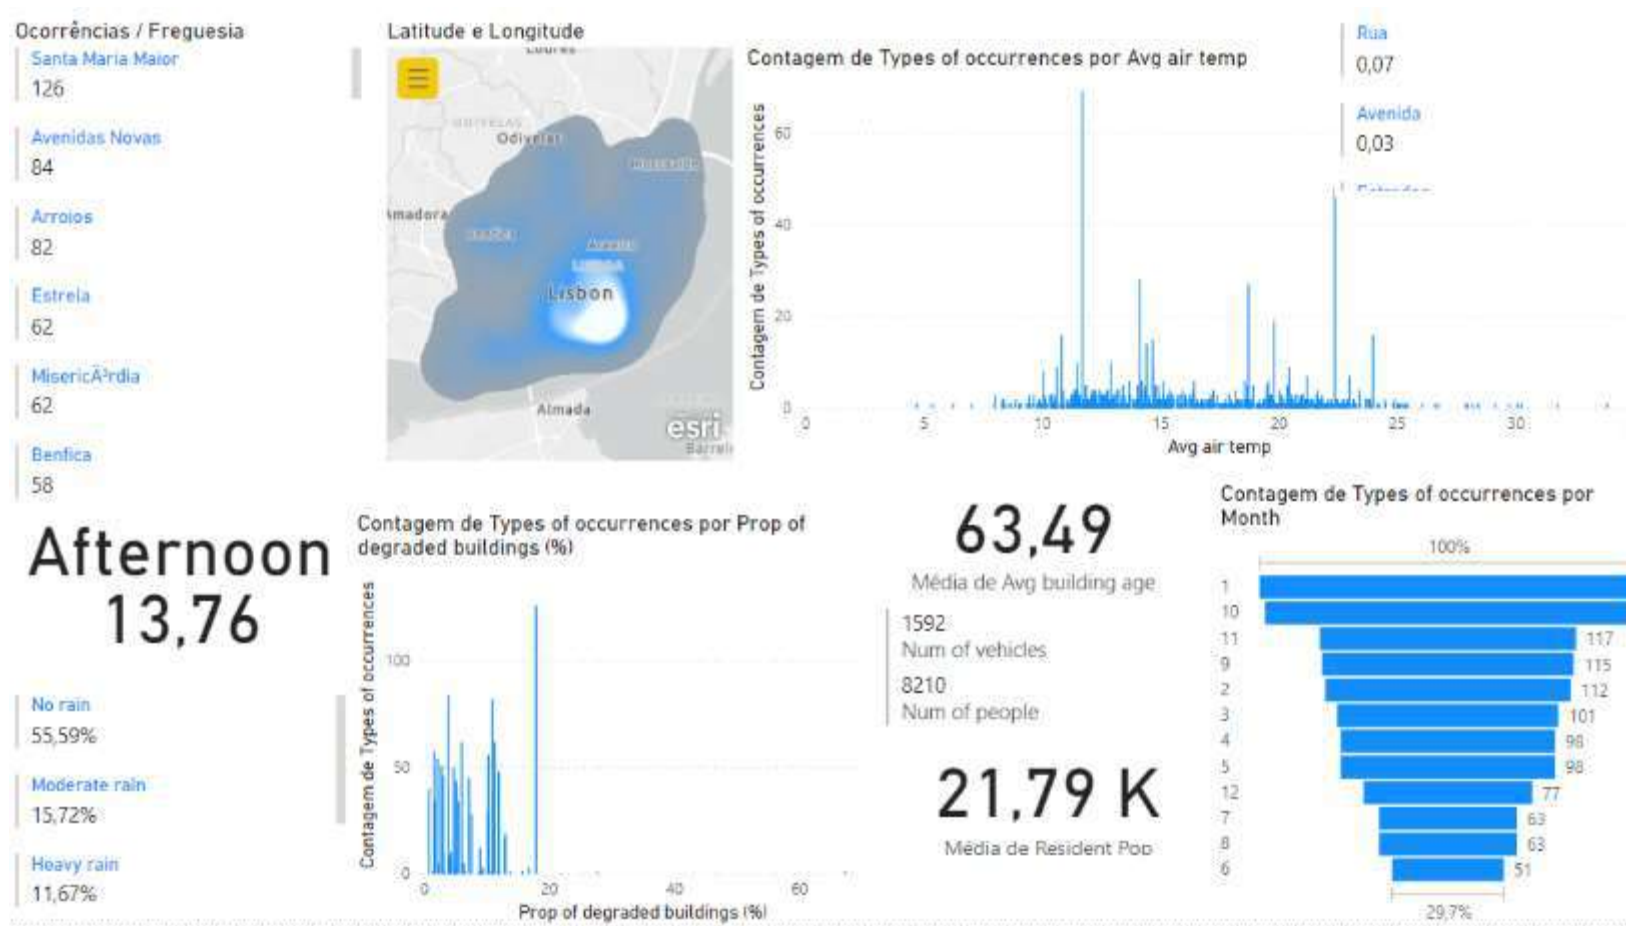 Ocorrências / Freguesia
Santa Maria Maior
126
Avenidas Novas
84
Arroios
82
Estrela
62
MisericÃ³rdia
62
Benfica
58
Latitude e Longitude
Loures
ODIVELAS
Odivelas
Moscavide
Amadora
Benfica
Areeiro
LISBOA
Lisbon
Almada
esri
Barrei
Contagem de Types of occurrences por Avg air temp
Contagem de Types of occurrences
60
40
20
0
0 5 10 15 20 25 30
Avg air temp
Rua
0,07
Avenida
0,03
Afternoon
13,76
No rain
55,59%
Moderate rain
15,72%
Heavy rain
11,67%
Contagem de Types of occurrences por Prop of
degraded buildings (%)
Contagem de Types of occurrences
100
50
0
0 20 40 60
Prop of degraded buildings (%)
63,49
Média de Avg building age
1592
Num of vehicles
8210
Num of people
21,79 K
Média de Resident Pop
Contagem de Types of occurrences por
Month
100%
1
10
11 117
9 115
2 112
3 101
4 98
5 98
12 77
7 63
8 63
6 51
29,7%